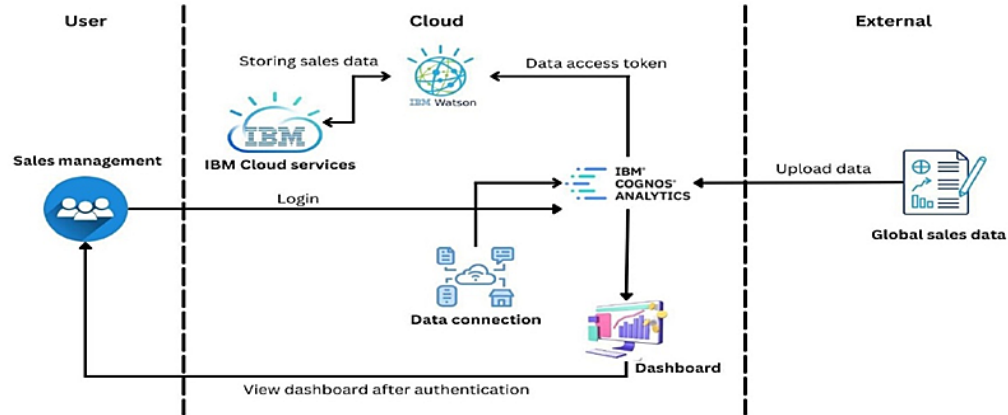 User
Cloud
External
Storing sales data
IBM Watson
Data access token
IBM
IBM Cloud services
Sales management
Login
IBM®
COGNOS®
ANALYTICS
Upload data
Global sales data
Data connection
Dashboard
View dashboard after authentication